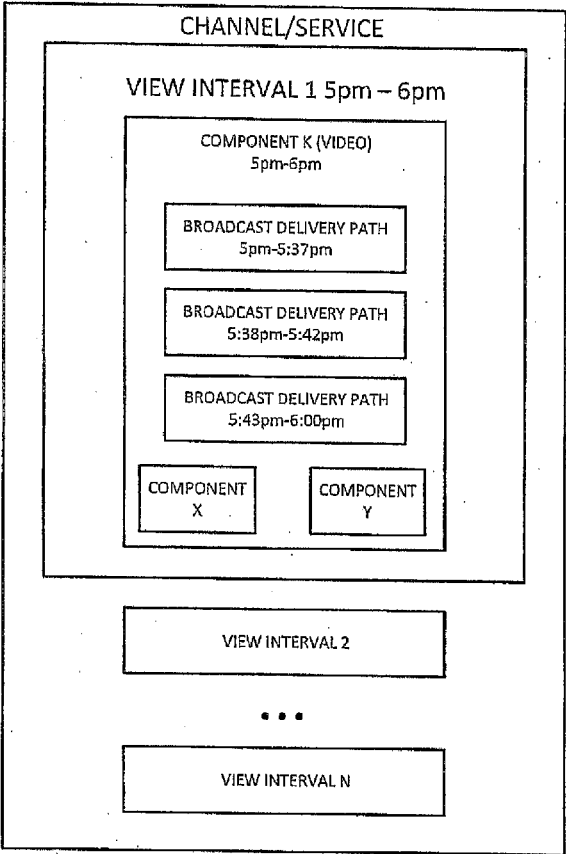 CHANNEL/SERVICE
VIEW INTERVAL 1 5pm – 6pm
COMPONENT K (VIDEO)
5pm-6pm
BROADCAST DELIVERY PATH
5pm-5:37pm
BROADCAST DELIVERY PATH
5:38pm-5:42pm
BROADCAST DELIVERY PATH
5:43pm-6:00pm
COMPONENT
X
COMPONENT
Y
VIEW INTERVAL 2
• • •
VIEW INTERVAL N